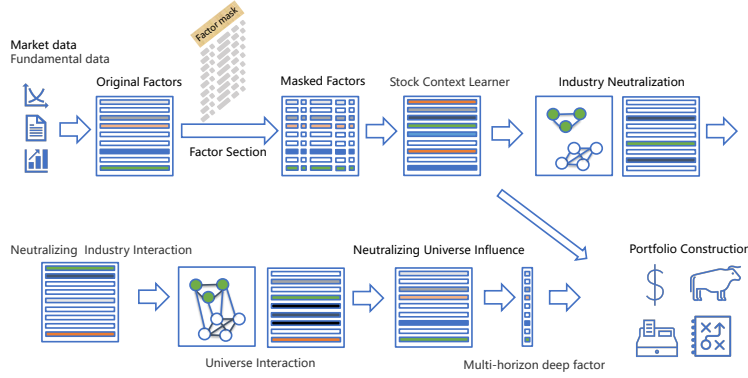 Factor mask
Market data
Fundamental data
Original Factors
Masked Factors
Stock Context Learner
Industry Neutralization
Factor Section
Neutralizing Industry Interaction
Neutralizing Universe Influence
Portfolio Construction
Universe Interaction
Multi-horizon deep factor